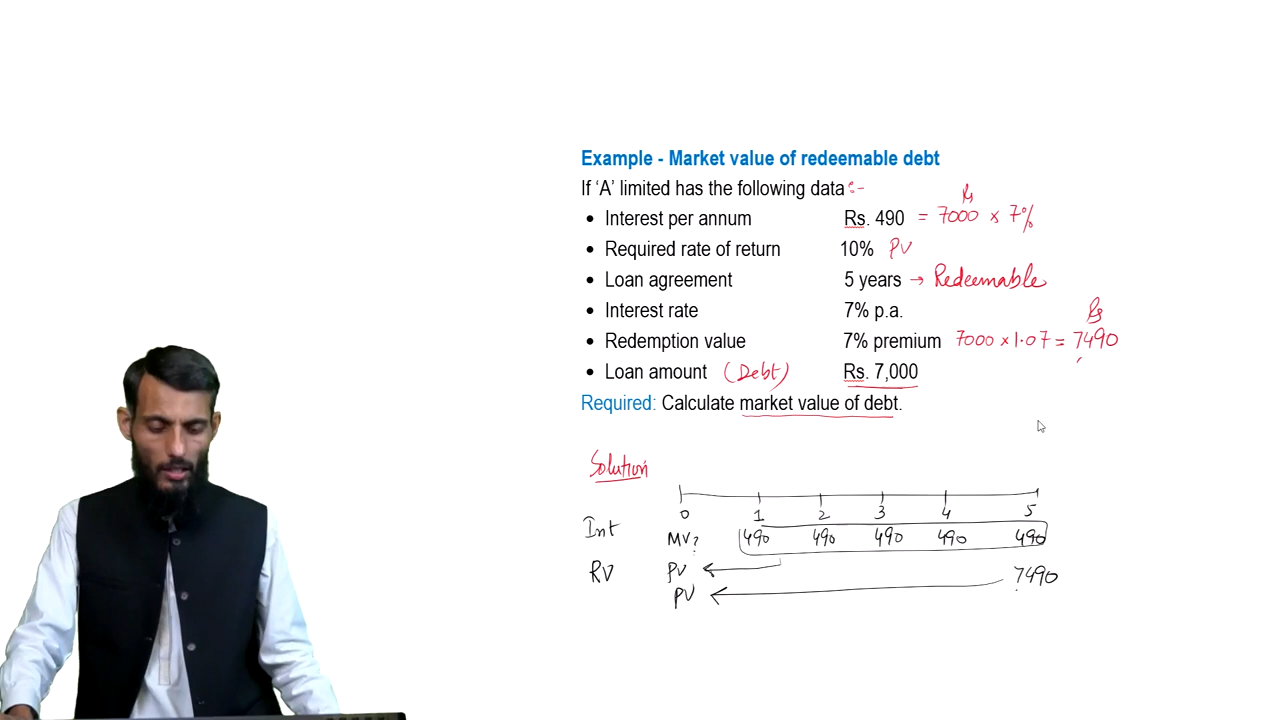 Example - Market value of redeemable debt
If ‘A’ limited has the following data :-
• Interest per annum Rs. 490 = 7000 × 7%
Rs
• Required rate of return 10% PV
• Loan agreement 5 years → Redeemable
• Interest rate 7% p.a.
Rs
• Redemption value 7% premium 7000 × 1.07 = 7490
• Loan amount (Debt) Rs. 7,000
Required: Calculate market value of debt.
Solution
0 1 2 3 4 5
Int MV? 490 490 490 490 490
RV PV 7490
PV